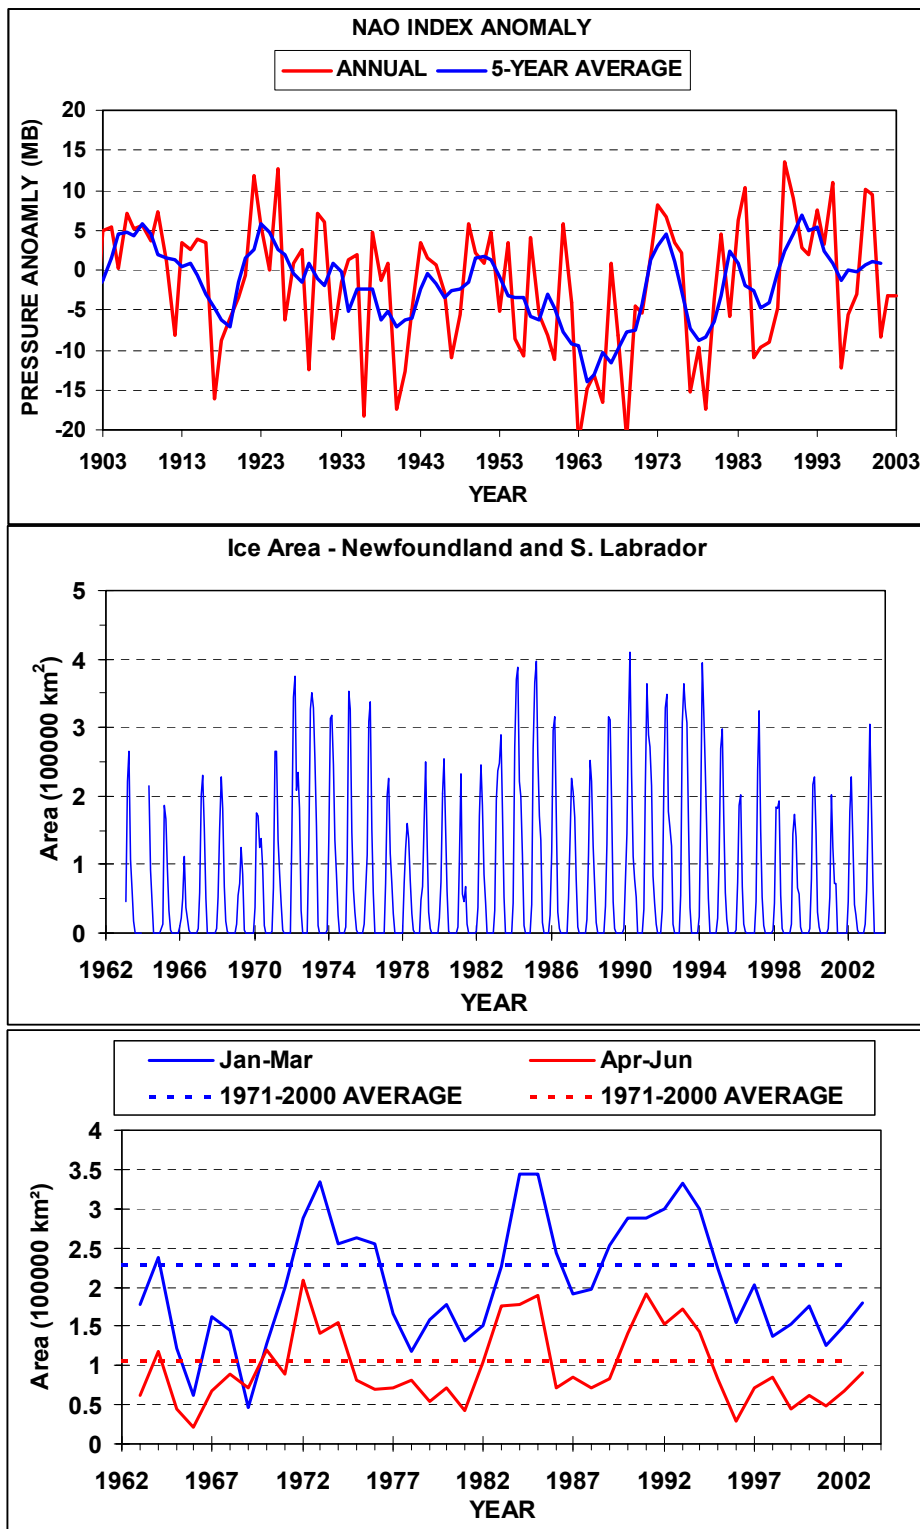 NAO INDEX ANOMALY
ANNUAL 5-YEAR AVERAGE
PRESSURE ANOAMLY (MB)
20
15
10
5
0
-5
-10
-15
-20
1903 1913 1923 1933 1943 1953 1963 1973 1983 1993 2003
YEAR
Ice Area - Newfoundland and S. Labrador
Area (100000 km²)
5
4
3
2
1
0
1962 1966 1970 1974 1978 1982 1986 1990 1994 1998 2002
YEAR
Jan-Mar Apr-Jun
1971-2000 AVERAGE 1971-2000 AVERAGE
Area (100000 km²)
4
3.5
3
2.5
2
1.5
1
0.5
0
1962 1967 1972 1977 1982 1987 1992 1997 2002
YEAR